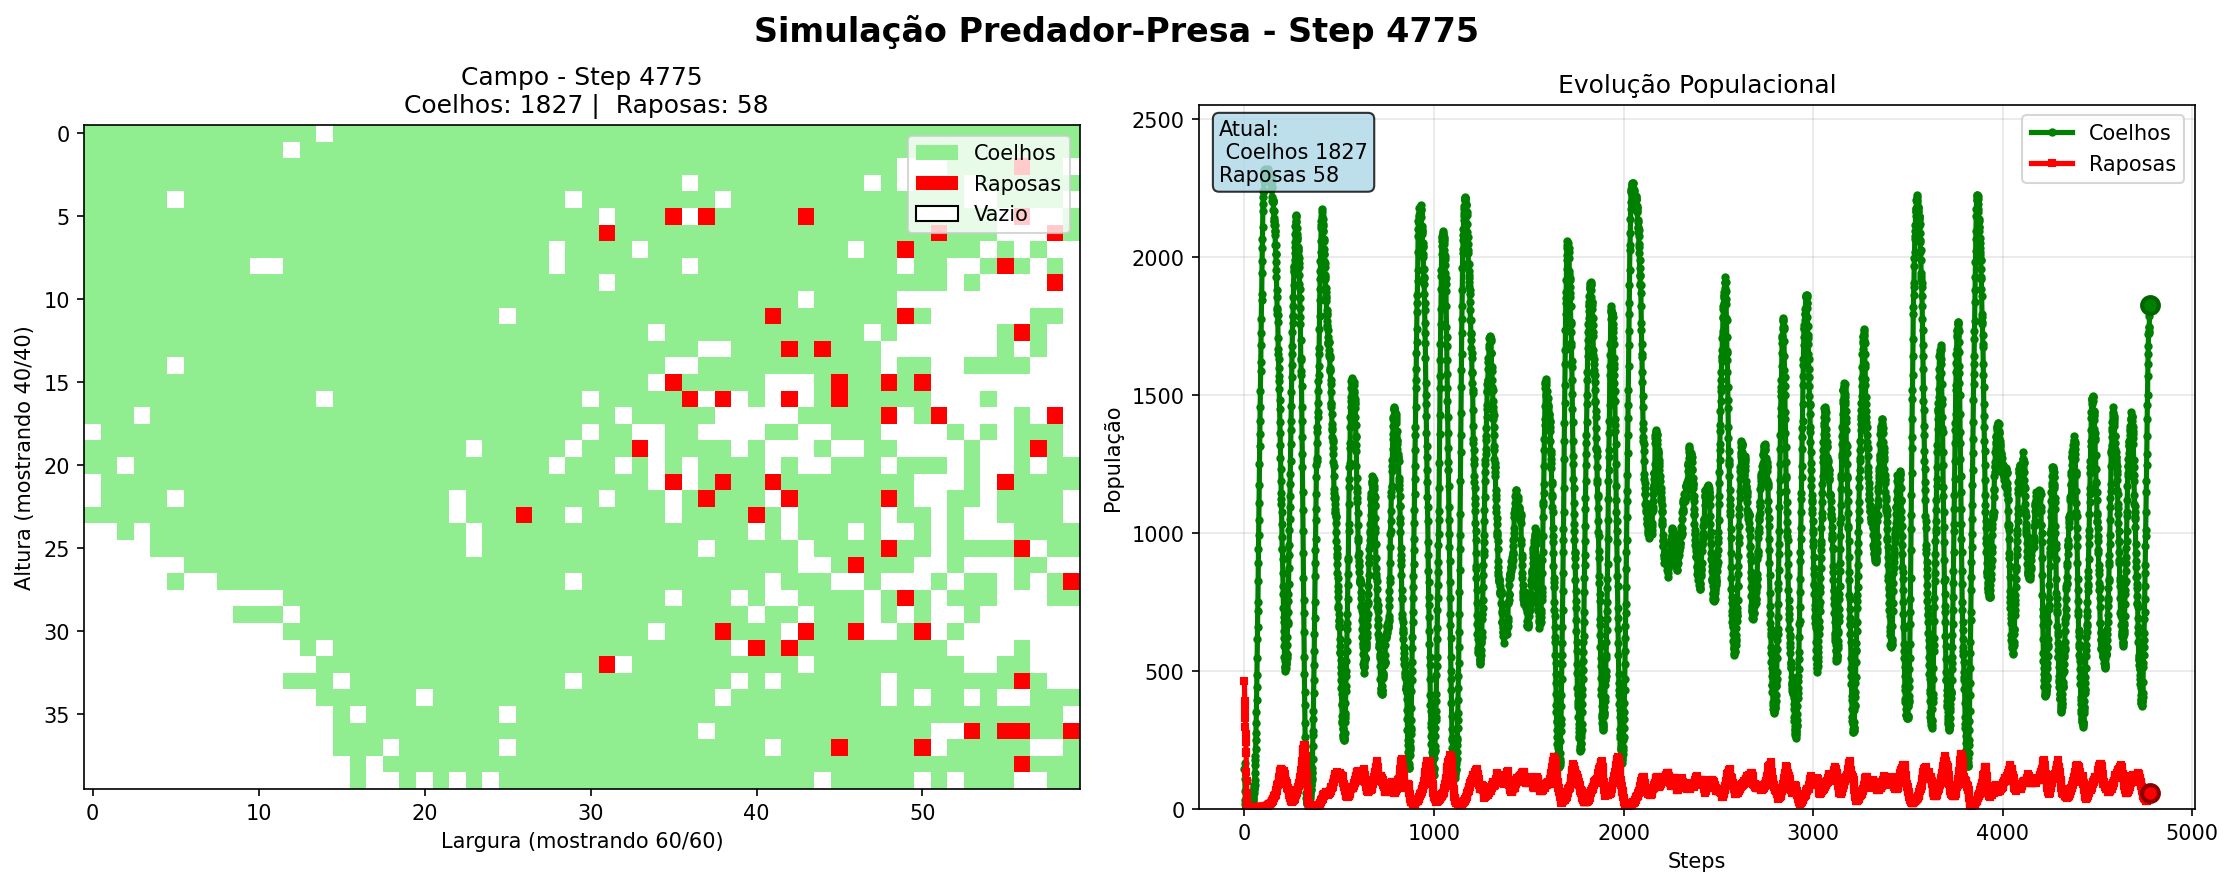 Simulação Predador-Presa - Step 4775
Campo - Step 4775
Coelhos: 1827 |  Raposas: 58
Coelhos
Raposas
Vazio
0
5
10
15
20
25
30
35
Altura (mostrando 40/40)
0
10
20
30
40
50
Largura (mostrando 60/60)
Evolução Populacional
Atual:
Coelhos 1827
Raposas 58
Coelhos
Raposas
2500
2000
1500
1000
500
0
População
0
1000
2000
3000
4000
5000
Steps